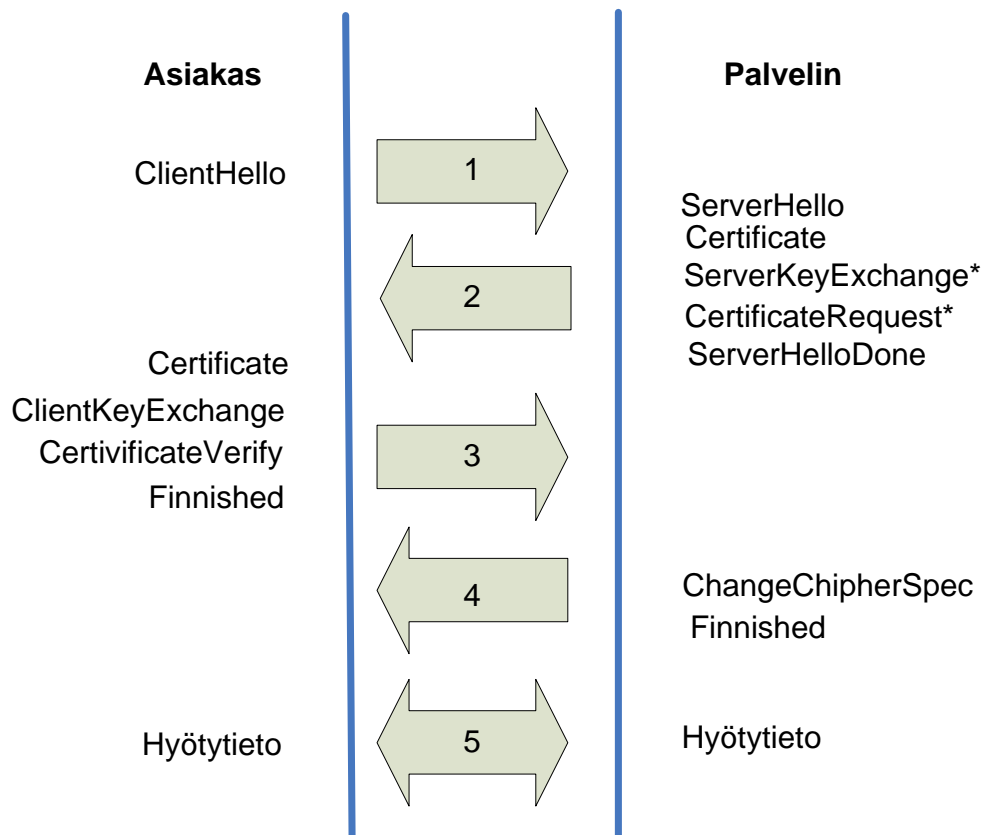 Asiakas
Palvelin
ClientHello
1
ServerHello
Certificate
ServerKeyExchange*
CertificateRequest*
ServerHelloDone
2
Certificate
ClientKeyExchange
CertivificateVerify
Finnished
3
4
ChangeChipherSpec
Finnished
Hyötytieto
5
Hyötytieto